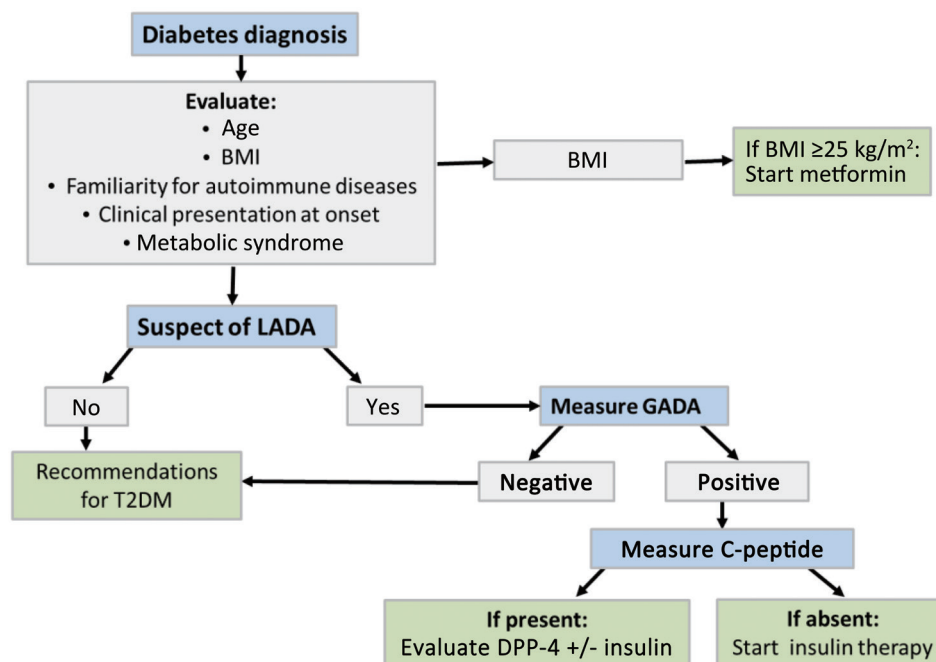 Diabetes diagnosis
Evaluate:
• Age
• BMI
• Familiarity for autoimmune diseases
• Clinical presentation at onset
• Metabolic syndrome
BMI
If BMI ≥25 kg/m²:
Start metformin
Suspect of LADA
No
Yes
Measure GADA
Recommendations
for T2DM
Negative
Positive
Measure C-peptide
If present:
Evaluate DPP-4 +/- insulin
If absent:
Start insulin therapy